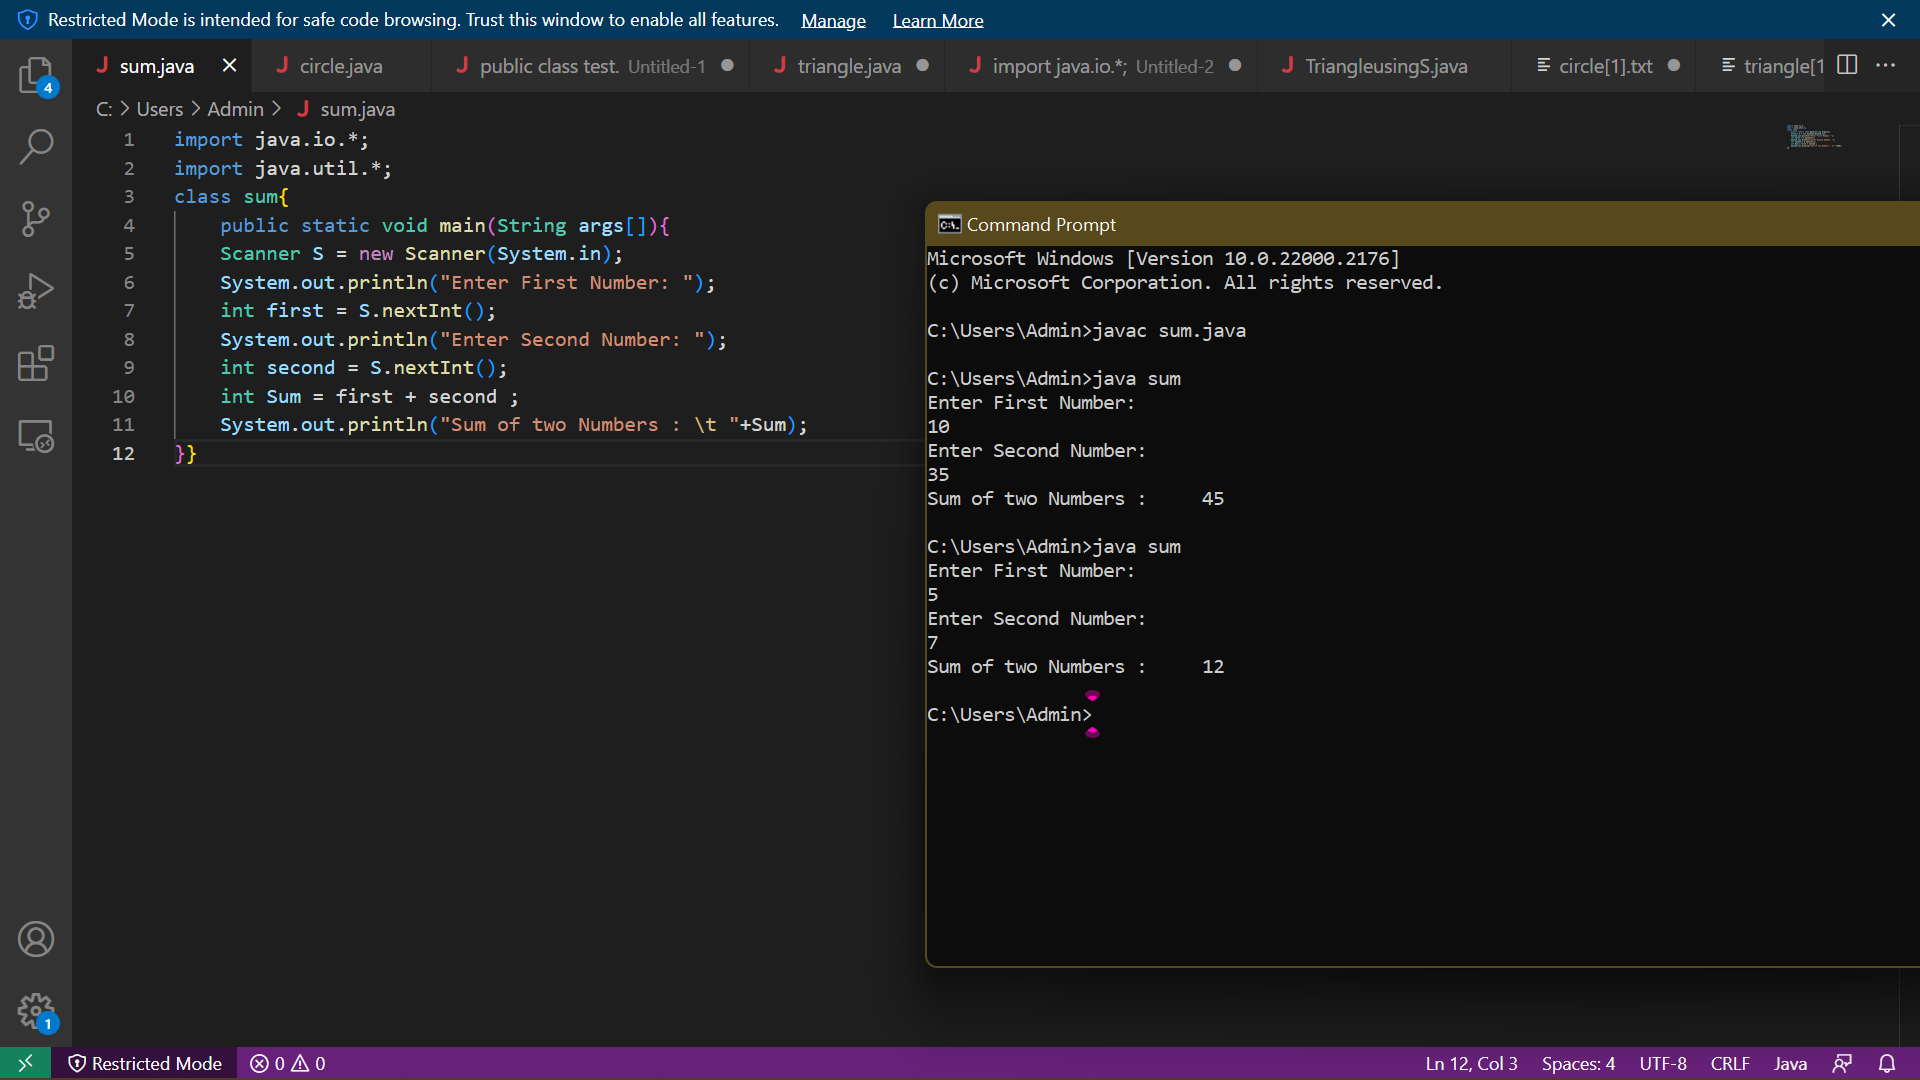 Restricted Mode is intended for safe code browsing. Trust this window to enable all features. Manage Learn More
sum.java circle.java public class test. Untitled-1 triangle.java import java.io.*; Untitled-2 TriangleusingS.java circle[1].txt triangle[1
C: > Users > Admin > sum.java
1 import java.io.*;
2 import java.util.*;
3 class sum{
4 public static void main(String args[]){
5 Scanner S = new Scanner(System.in);
6 System.out.println("Enter First Number: ");
7 int first = S.nextInt();
8 System.out.println("Enter Second Number: ");
9 int second = S.nextInt();
10 int Sum = first + second ;
11 System.out.println("Sum of two Numbers : \t "+Sum);
12 }}
4
1
Command Prompt
Microsoft Windows [Version 10.0.22000.2176]
(c) Microsoft Corporation. All rights reserved.
C:\Users\Admin>javac sum.java
C:\Users\Admin>java sum
Enter First Number:
10
Enter Second Number:
35
Sum of two Numbers : 45
C:\Users\Admin>java sum
Enter First Number:
5
Enter Second Number:
7
Sum of two Numbers : 12
C:\Users\Admin>
Restricted Mode 0 0 Ln 12, Col 3 Spaces: 4 UTF-8 CRLF Java